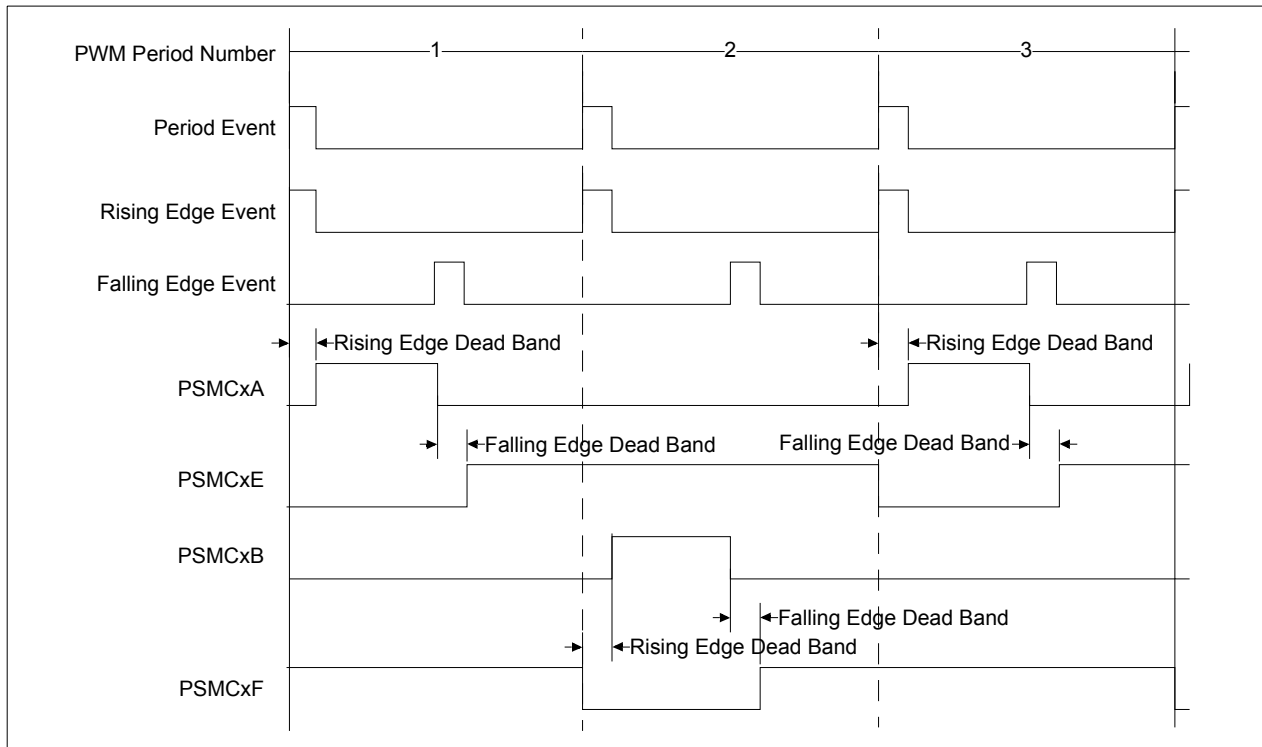 PWM Period Number
1
2
3
Period Event
Rising Edge Event
Falling Edge Event
Rising Edge Dead Band
Rising Edge Dead Band
PSMCxA
Falling Edge Dead Band
Falling Edge Dead Band
PSMCxE
PSMCxB
Falling Edge Dead Band
Rising Edge Dead Band
PSMCxF